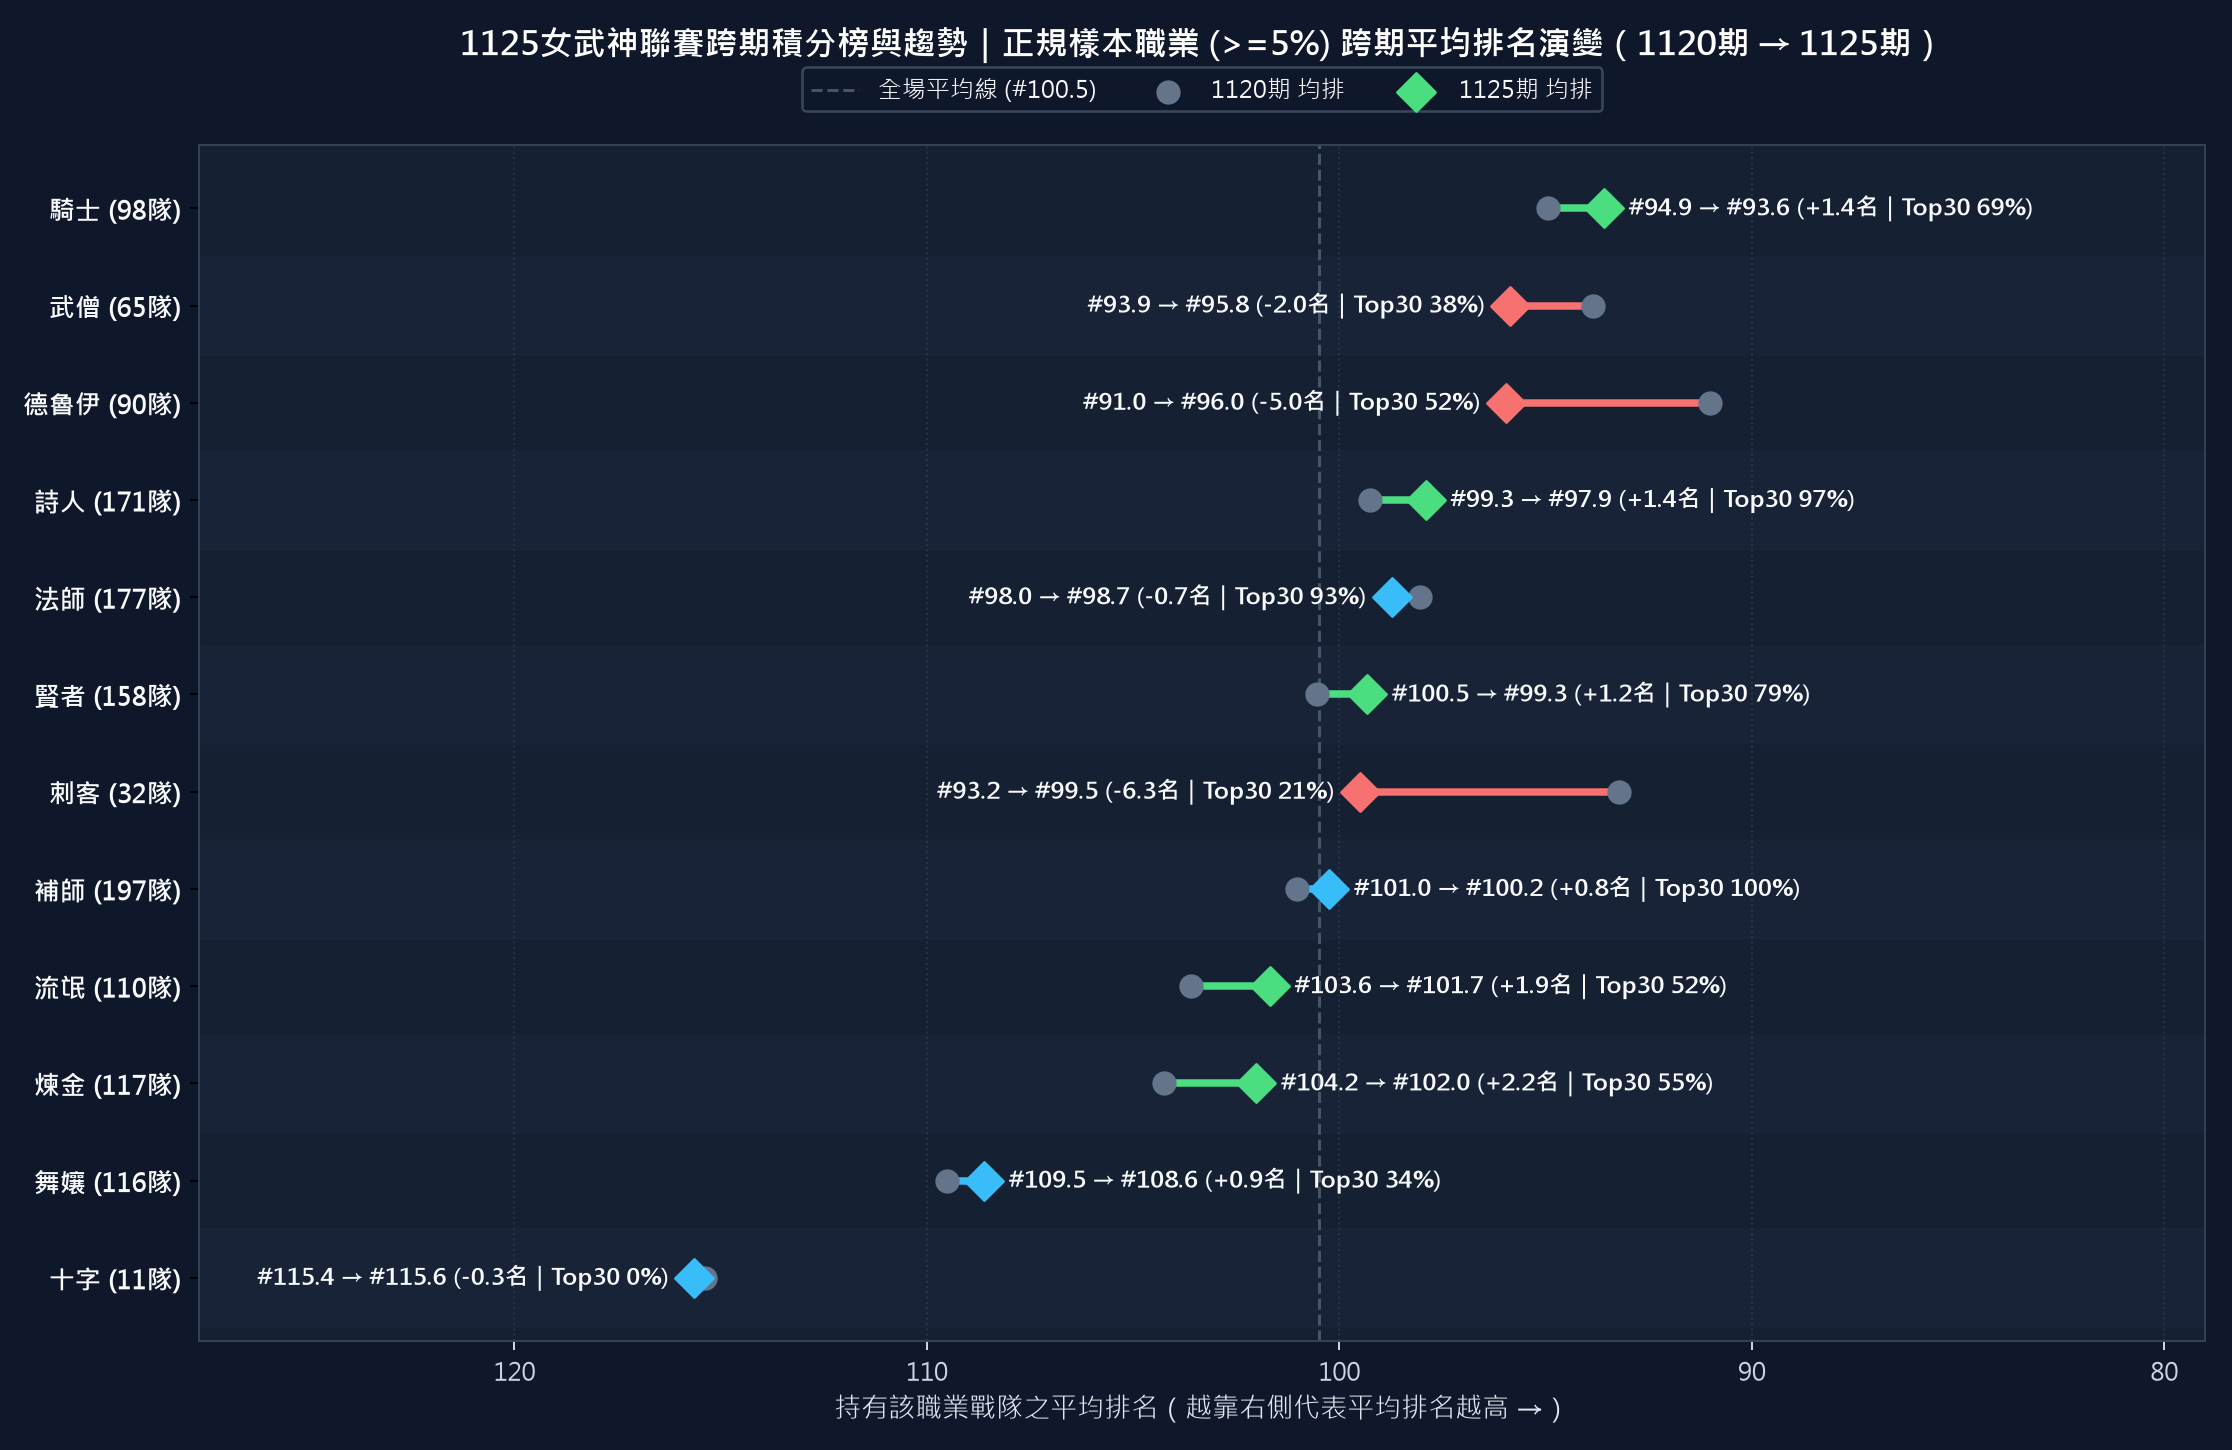 1125女武神聯賽跨期積分榜與趨勢 | 正規樣本職業 (>=5%) 跨期平均排名演變 ( 1120期 → 1125期 )
全場平均線 (#100.5) 1120期 均排 1125期 均排
騎士 (98隊) #94.9 → #93.6 (+1.4名 | Top30 69%)
武僧 (65隊) #93.9 → #95.8 (-2.0名 | Top30 38%)
德魯伊 (90隊) #91.0 → #96.0 (-5.0名 | Top30 52%)
詩人 (171隊) #99.3 → #97.9 (+1.4名 | Top30 97%)
法師 (177隊) #98.0 → #98.7 (-0.7名 | Top30 93%)
賢者 (158隊) #100.5 → #99.3 (+1.2名 | Top30 79%)
刺客 (32隊) #93.2 → #99.5 (-6.3名 | Top30 21%)
補師 (197隊) #101.0 → #100.2 (+0.8名 | Top30 100%)
流氓 (110隊) #103.6 → #101.7 (+1.9名 | Top30 52%)
煉金 (117隊) #104.2 → #102.0 (+2.2名 | Top30 55%)
舞孃 (116隊) #109.5 → #108.6 (+0.9名 | Top30 34%)
十字 (11隊) #115.4 → #115.6 (-0.3名 | Top30 0%)
120 110 100 90 80
持有該職業戰隊之平均排名 ( 越靠右側代表平均排名越高 → )